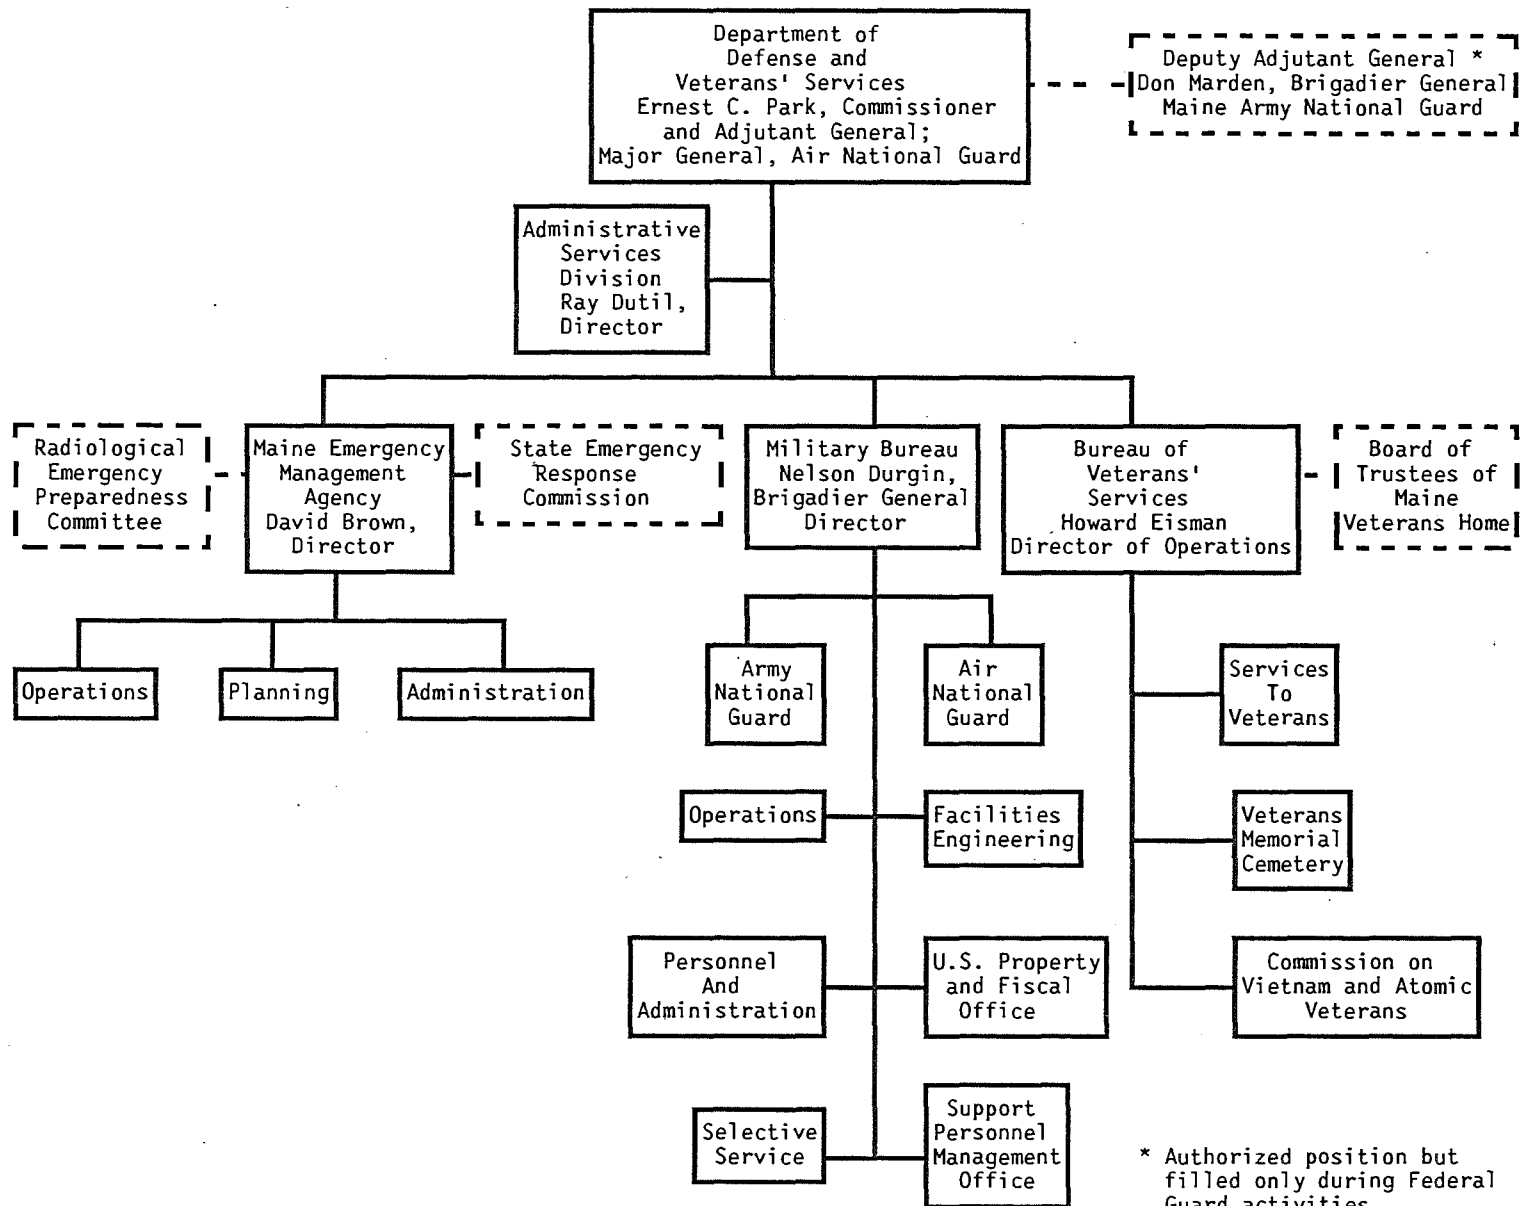 Department of
Defense and
Veterans' Services
Ernest C. Park, Commissioner
and Adjutant General;
Major General, Air National Guard
Deputy Adjutant General *
Don Marden, Brigadier General
Maine Army National Guard
Administrative
Services
Division
Ray Dutil,
Director
Radiological
Emergency
Preparedness
Committee
Maine Emergency
Management
Agency
David Brown,
Director
State Emergency
Response
Commission
Military Bureau
Nelson Durgin,
Brigadier General
Director
Bureau of
Veterans'
Services
Howard Eisman
Director of Operations
Board of
Trustees of
Maine
Veterans Home
Operations
Planning
Administration
Army
National
Guard
Air
National
Guard
Services
To
Veterans
Operations
Facilities
Engineering
Veterans
Memorial
Cemetery
Personnel
And
Administration
U.S. Property
and Fiscal
Office
Commission on
Vietnam and Atomic
Veterans
Selective
Service
Support
Personnel
Management
Office
* Authorized position but
filled only during Federal
Guard activities